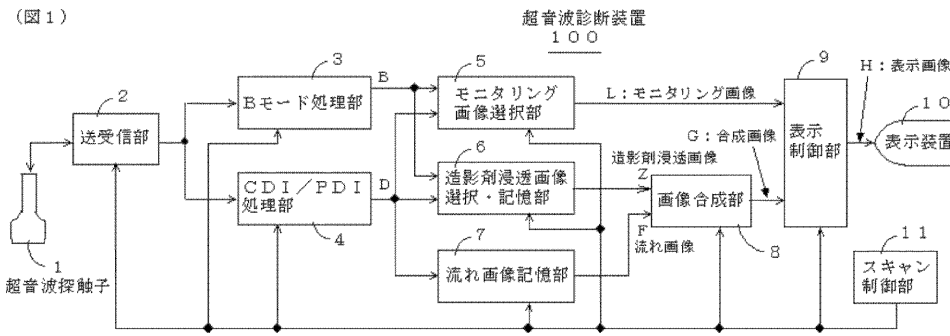 (図1)
超音波診断装置
100
2
送受信部
3
Bモード処理部
B
CDI/PDI
処理部
4
D
5
モニタリング
画像選択部
6
造影剤浸透画像
選択・記憶部
7
流れ画像記憶部
L:モニタリング画像
G:合成画像
造影剤浸透画像
Z
画像合成部
F
流れ画像
8
9
表示
制御部
H:表示画像
10
表示装置
11
スキャン
制御部
1
超音波探触子